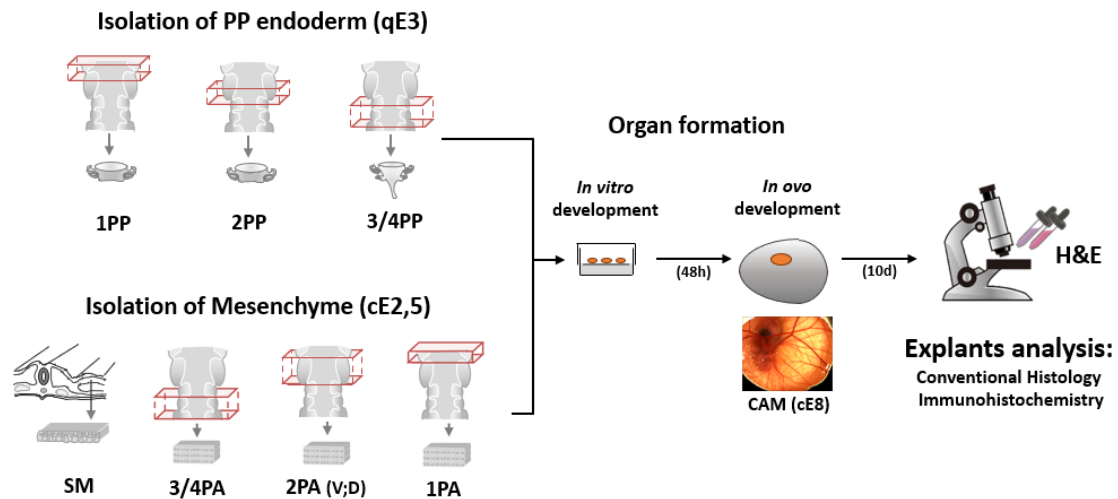 Isolation of PP endoderm (qE3)
1PP
2PP
3/4PP
Isolation of Mesenchyme (cE2,5)
SM
3/4PA
2PA (V;D)
1PA
Organ formation
In vitro
development
(48h)
In ovo
development
(10d)
CAM (cE8)
H&E
Explants analysis:
Conventional Histology
Immunohistochemistry